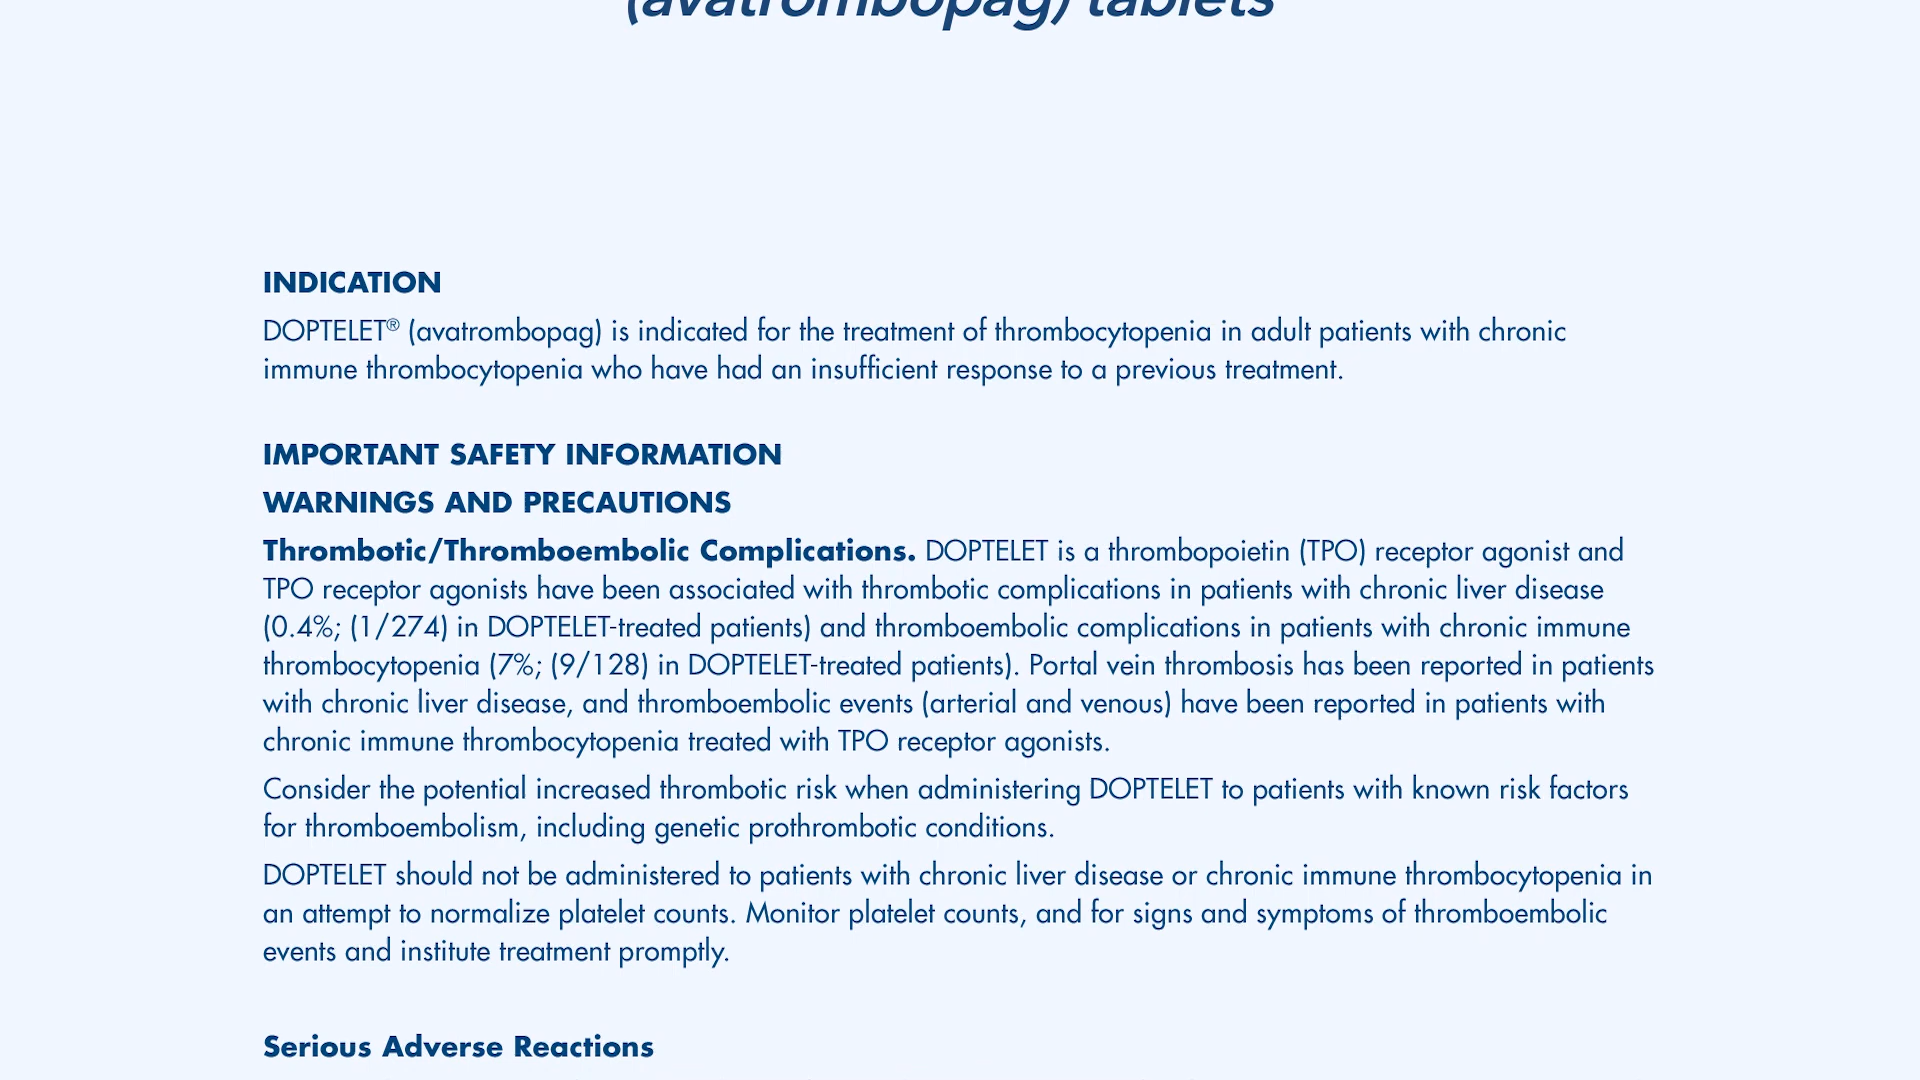 (avatrombopag) tablets
INDICATION
DOPTELET® (avatrombopag) is indicated for the treatment of thrombocytopenia in adult patients with chronic
immune thrombocytopenia who have had an insufficient response to a previous treatment.
IMPORTANT SAFETY INFORMATION
WARNINGS AND PRECAUTIONS
Thrombotic/Thromboembolic Complications. DOPTELET is a thrombopoietin (TPO) receptor agonist and
TPO receptor agonists have been associated with thrombotic complications in patients with chronic liver disease
(0.4%; (1/274) in DOPTELET-treated patients) and thromboembolic complications in patients with chronic immune
thrombocytopenia (7%; (9/128) in DOPTELET-treated patients). Portal vein thrombosis has been reported in patients
with chronic liver disease, and thromboembolic events (arterial and venous) have been reported in patients with
chronic immune thrombocytopenia treated with TPO receptor agonists.
Consider the potential increased thrombotic risk when administering DOPTELET to patients with known risk factors
for thromboembolism, including genetic prothrombotic conditions.
DOPTELET should not be administered to patients with chronic liver disease or chronic immune thrombocytopenia in
an attempt to normalize platelet counts. Monitor platelet counts, and for signs and symptoms of thromboembolic
events and institute treatment promptly.
Serious Adverse Reactions